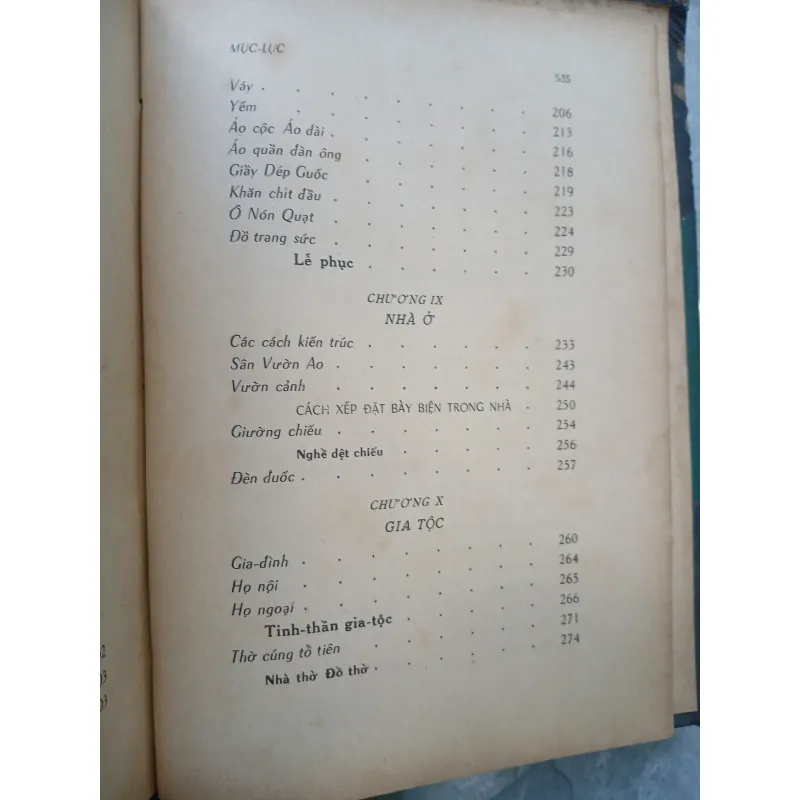 MỤC-LỤC 535
Váy . . . . . . . . 206
Yếm . . . . . . . 213
Áo cộc Áo dài . . . . . . . 216
Áo quần đàn ông . . . . . . 218
Giầy Dép Guốc . . . . . . 219
Khăn chít đầu . . . . . . . 223
Ô Nón Quạt . . . . . . . 224
Đồ trang sức . . . . . . . 229
Lễ phục . . . . . . 230
CHƯƠNG IX
NHÀ Ở
Các cách kiến trúc . . . . . . 233
Sân Vườn Ao . . . . . . . 243
Vườn cảnh . . . . . . . 244
CÁCH XẾP ĐẶT BÀY BIỆN TRONG NHÀ . 250
Giường chiếu . . . . . . . 254
Nghề dệt chiếu . . . . . 256
Đèn đuốc . . . . . . . . 257
CHƯƠNG X
GIA TỘC
Gia-đình . . . . . . . . 260
Họ nội . . . . . . . 264
Họ ngoại . . . . . . . . 265
Tinh-thần gia-tộc . . . . . 266
Thờ cúng tổ tiên . . . . . . 271
Nhà thờ Đồ thờ . . . . . . 274
2
03
03